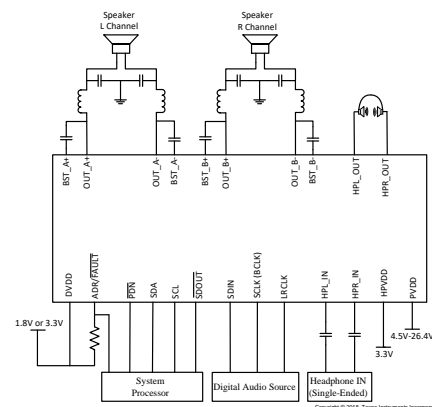 Speaker
L Channel
Speaker
R Channel
BST_A+
OUT_A+
OUT_A-
BST_A-
BST_B+
OUT_B+
OUT_B-
BST_B-
HPL_OUT
HPR_OUT
DVDD
ADR/FAULT
PDN
SDA
SCL
SDOUT
SDIN
SCLK (BCLK)
LRCLK
HPL_IN
HPR_IN
HPVDD
PVDD
1.8V or 3.3V
4.5V-26.4V
3.3V
System
Processor
Digital Audio Source
Headphone IN
(Single-Ended)